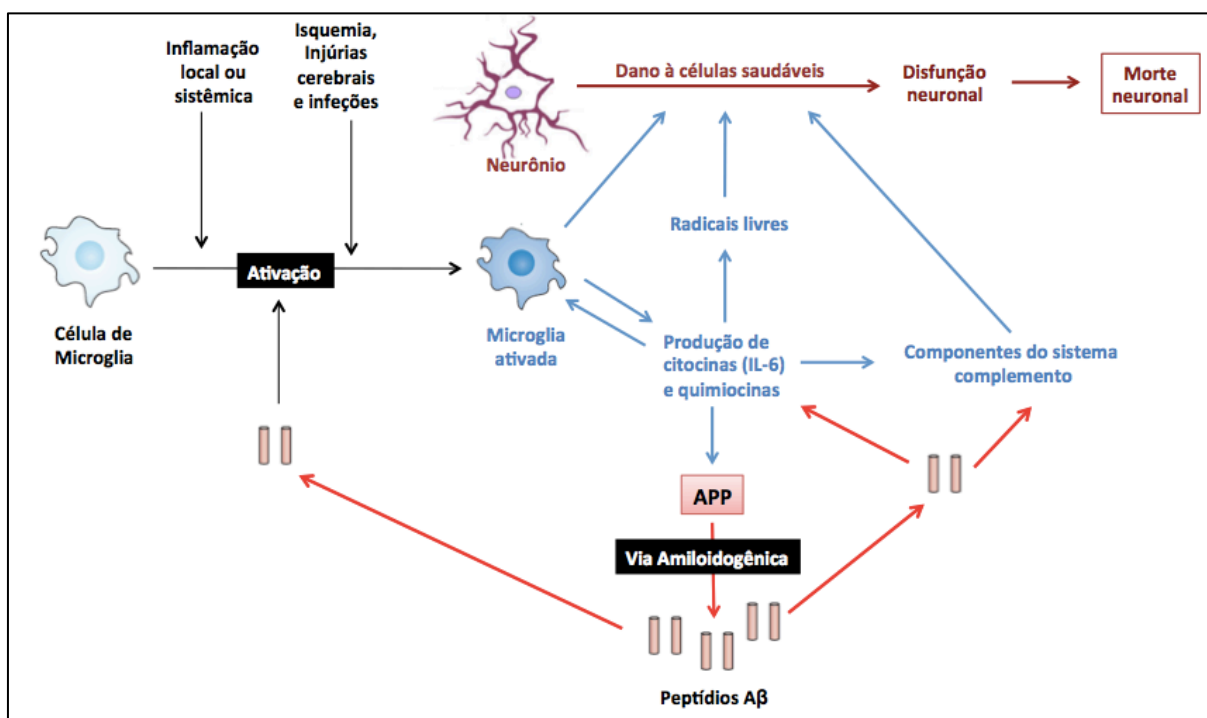 Inflamação
local ou
sistêmica
Isquemia,
Injúrias
cerebrais
e infeções
Neurônio
Dano à células saudáveis
Disfunção
neuronal
Morte
neuronal
Radicais livres
Célula de
Microglia
Ativação
Microglia
ativada
Produção de
citocinas (IL-6)
e quimiocinas
Componentes do sistema
complemento
APP
Via Amiloidogênica
Peptídios Aβ